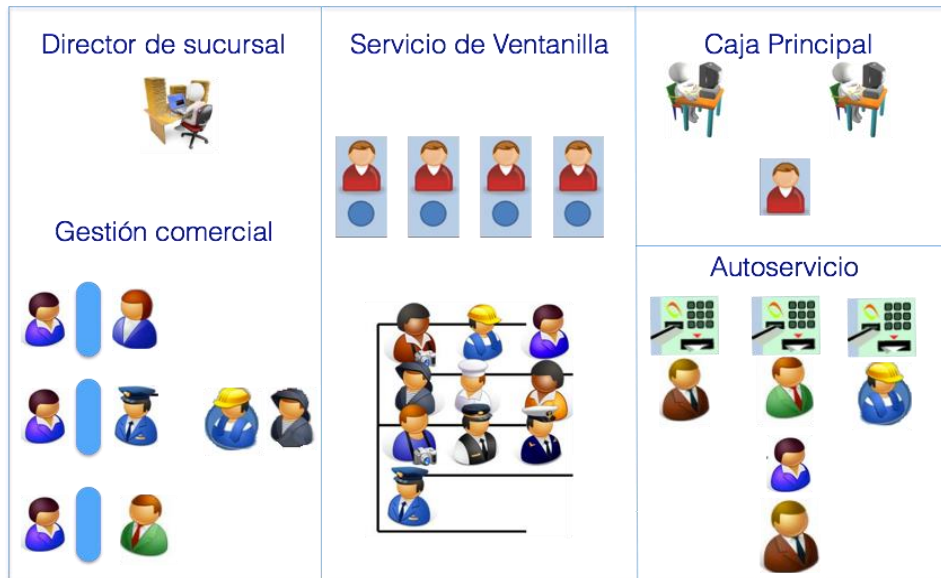 Director de sucursal
Servicio de Ventanilla
Caja Principal
Gestión comercial
Autoservicio